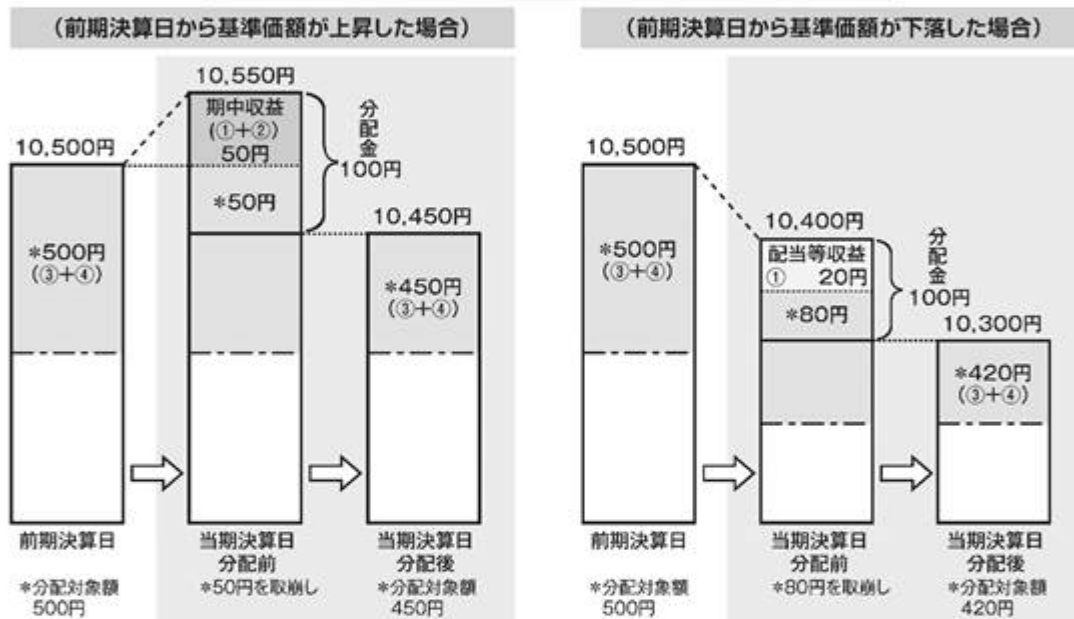 (前期決算日から基準価額が上昇した場合)
10,550円
期中収益
(①+②)
50円
*50円
分配金
100円
10,500円
*500円
(③+④)
10,450円
*450円
(③+④)
前期決算日
*分配対象額
500円
当期決算日
分配前
*50円を取崩し
当期決算日
分配後
*分配対象額
450円
(前期決算日から基準価額が下落した場合)
10,500円
*500円
(③+④)
10,400円
配当等収益
① 20円
*80円
分配金
100円
10,300円
*420円
(③+④)
前期決算日
*分配対象額
500円
当期決算日
分配前
*80円を取崩し
当期決算日
分配後
*分配対象額
420円